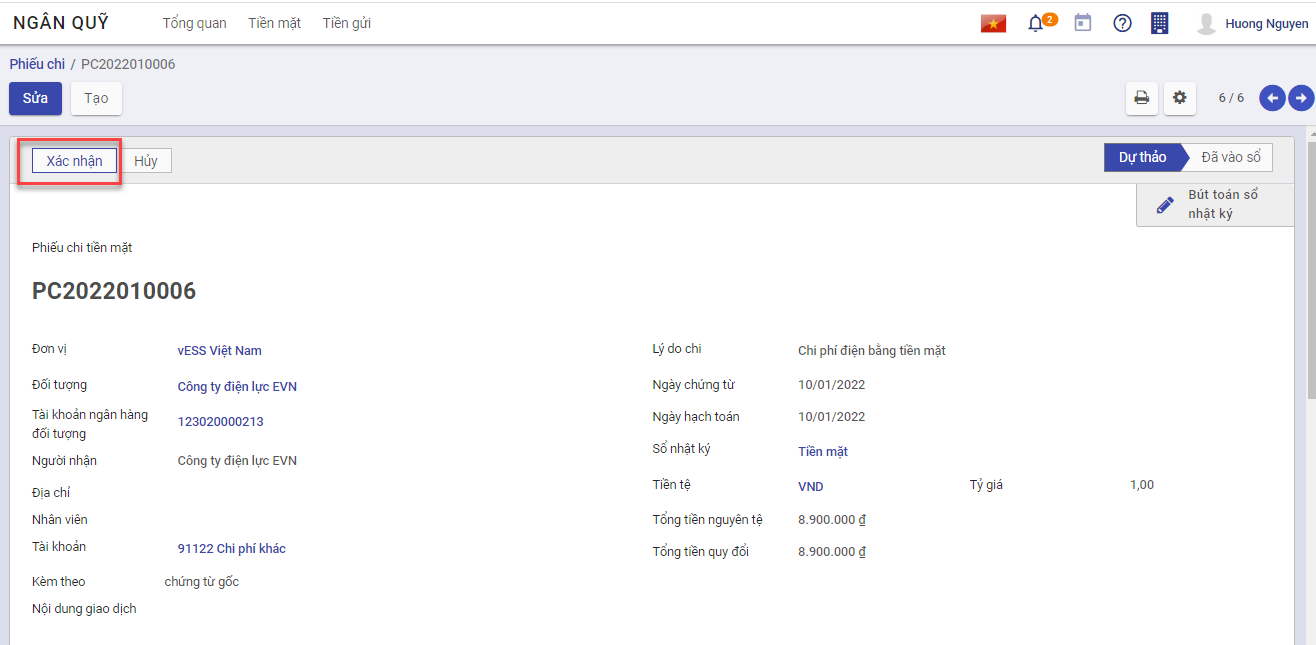 NGÂN QUỸ Tổng quan Tiền mặt Tiền gửi 2 Huong Nguyen
Phiếu chi / PC2022010006
Sửa Tạo 6 / 6
Xác nhận Hủy Dự thảo Đã vào sổ
Bút toán sổ
nhật ký
Phiếu chi tiền mặt
PC2022010006
Đơn vị vESS Việt Nam
Đối tượng Công ty điện lực EVN
Tài khoản ngân hàng
đối tượng 123020000213
Người nhận Công ty điện lực EVN
Địa chỉ
Nhân viên
Tài khoản 91122 Chi phí khác
Kèm theo chứng từ gốc
Nội dung giao dịch
Lý do chi Chi phí điện bằng tiền mặt
Ngày chứng từ 10/01/2022
Ngày hạch toán 10/01/2022
Sổ nhật ký Tiền mặt
Tiền tệ VND Tỷ giá 1,00
Tổng tiền nguyên tệ 8.900.000 ₫
Tổng tiền quy đổi 8.900.000 ₫